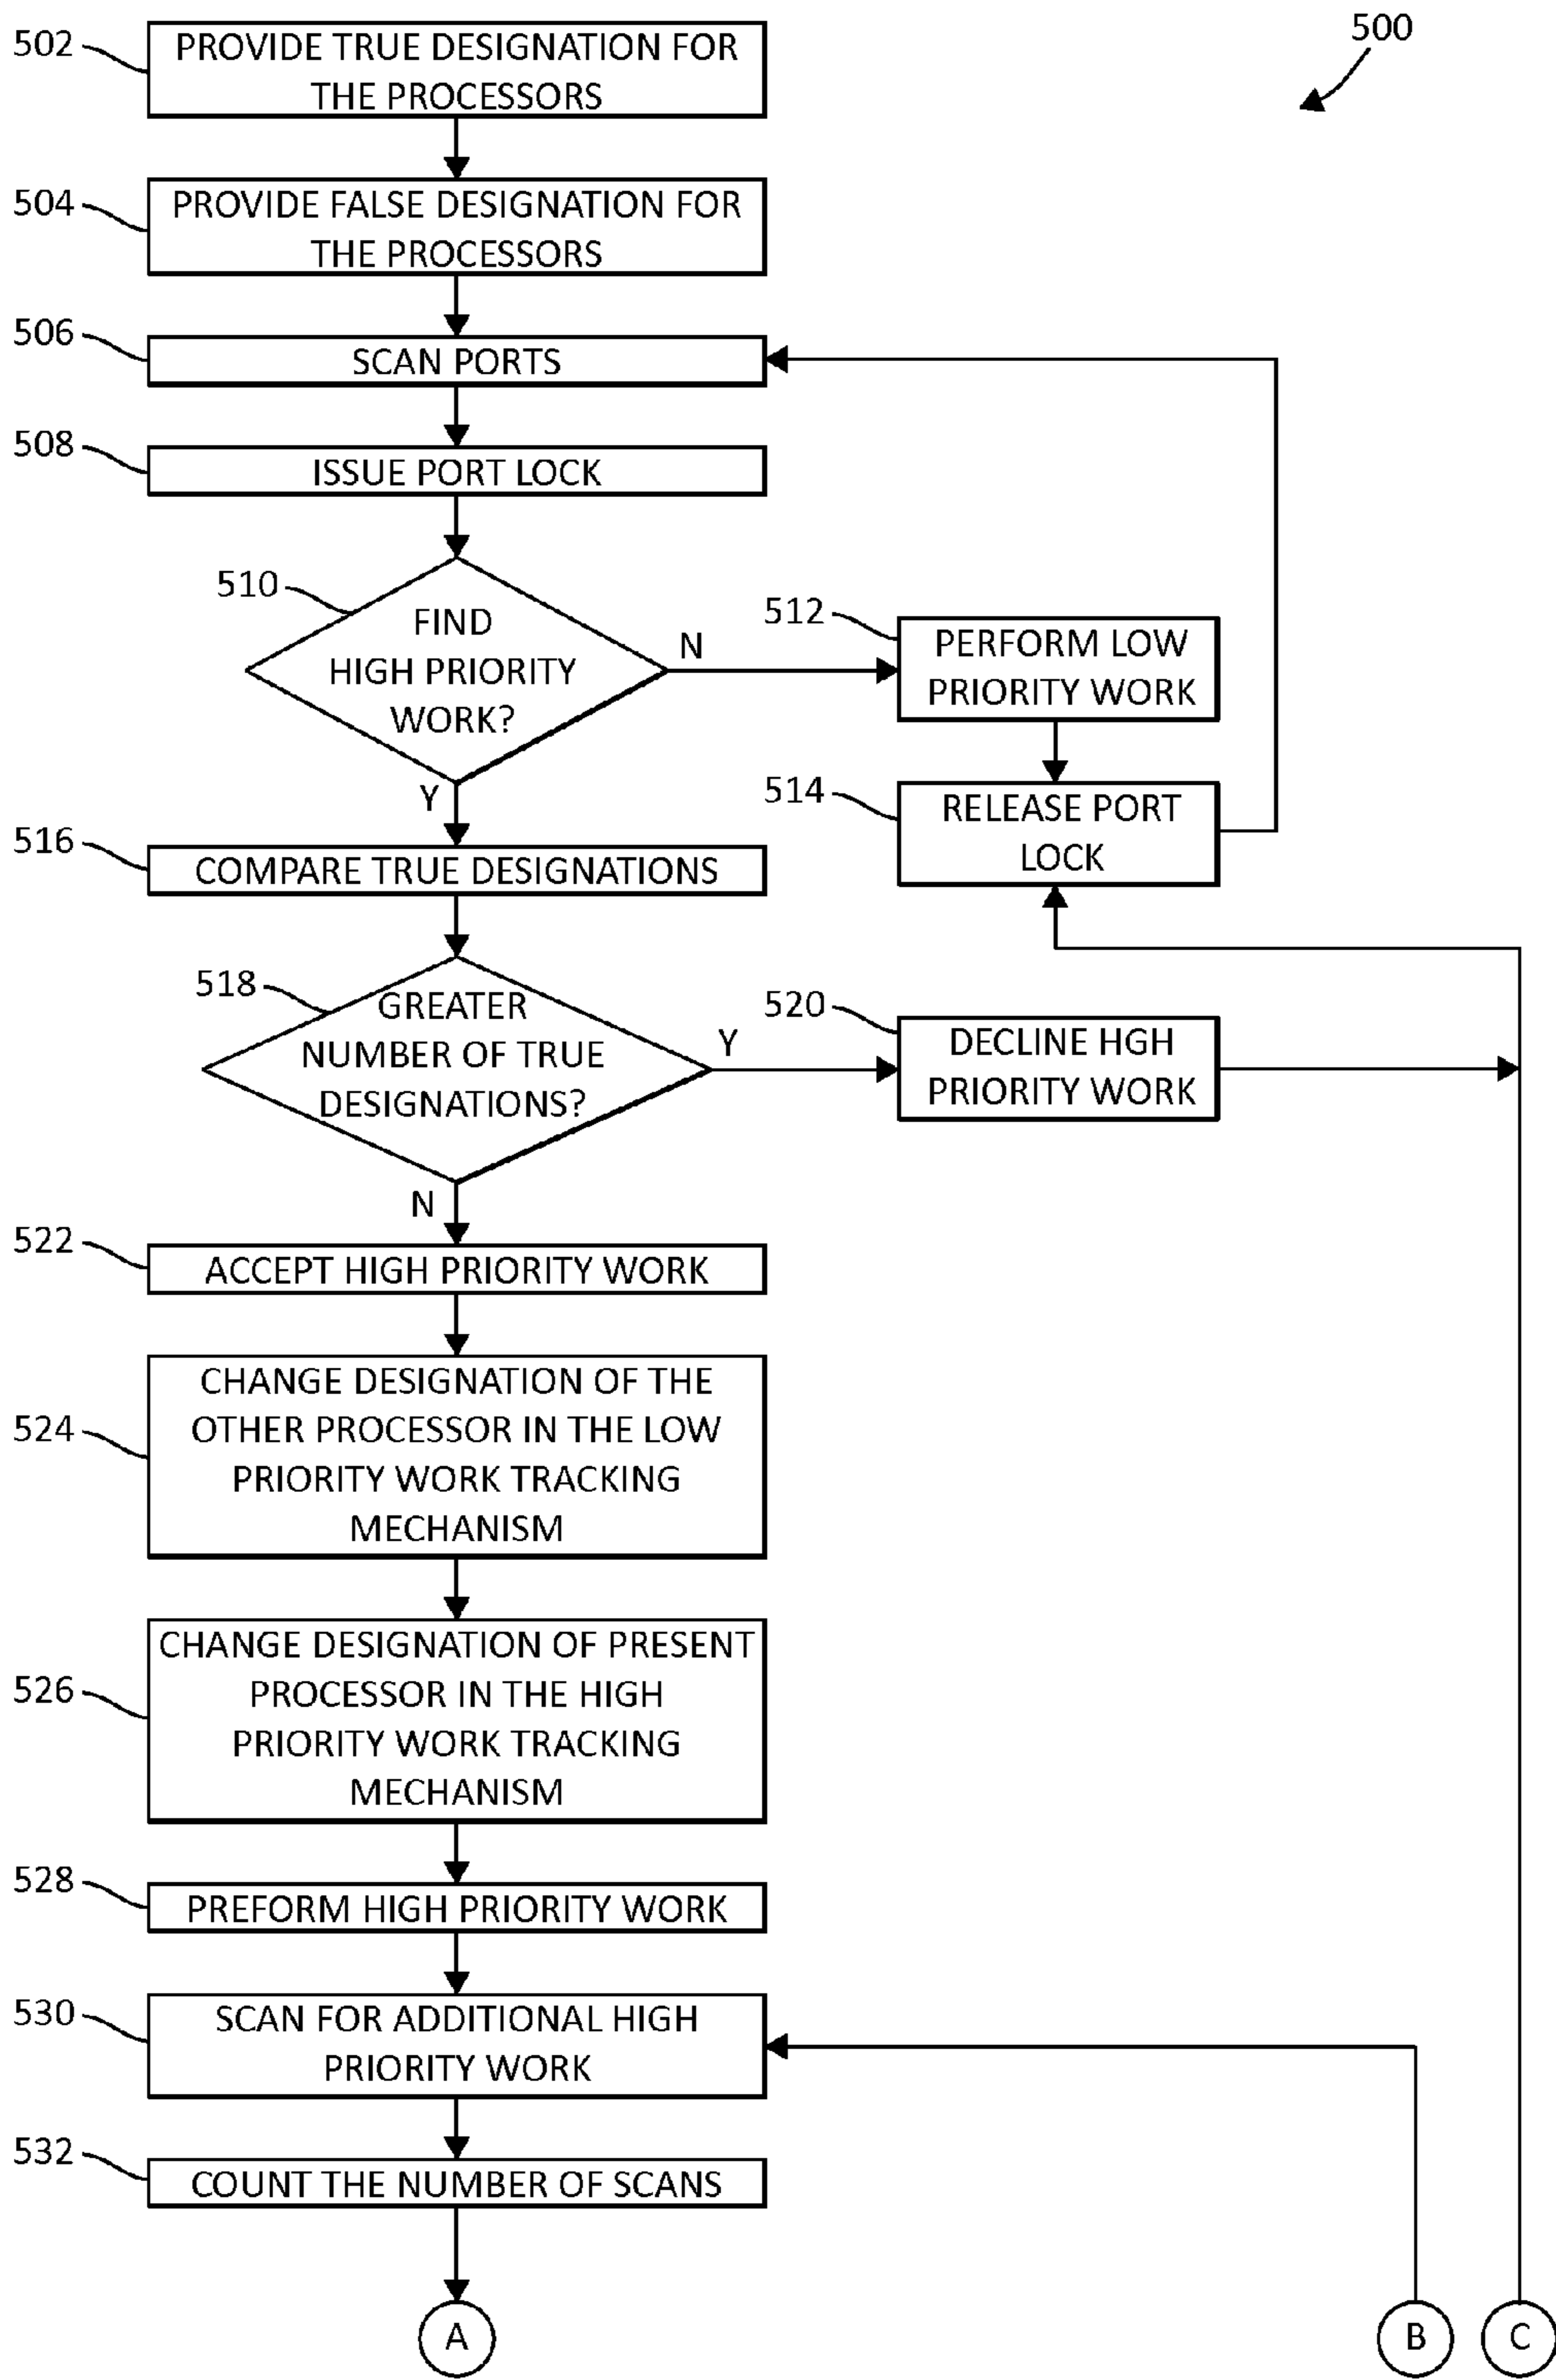 500
502
PROVIDE TRUE DESIGNATION FOR
THE PROCESSORS
504
PROVIDE FALSE DESIGNATION FOR
THE PROCESSORS
506
SCAN PORTS
508
ISSUE PORT LOCK
510
FIND
HIGH PRIORITY
WORK?
N
Y
512
PERFORM LOW
PRIORITY WORK
514
RELEASE PORT
LOCK
516
COMPARE TRUE DESIGNATIONS
518
GREATER
NUMBER OF TRUE
DESIGNATIONS?
Y
N
520
DECLINE HGH
PRIORITY WORK
522
ACCEPT HIGH PRIORITY WORK
524
CHANGE DESIGNATION OF THE
OTHER PROCESSOR IN THE LOW
PRIORITY WORK TRACKING
MECHANISM
526
CHANGE DESIGNATION OF PRESENT
PROCESSOR IN THE HIGH
PRIORITY WORK TRACKING
MECHANISM
528
PREFORM HIGH PRIORITY WORK
530
SCAN FOR ADDITIONAL HIGH
PRIORITY WORK
532
COUNT THE NUMBER OF SCANS
A
B
C